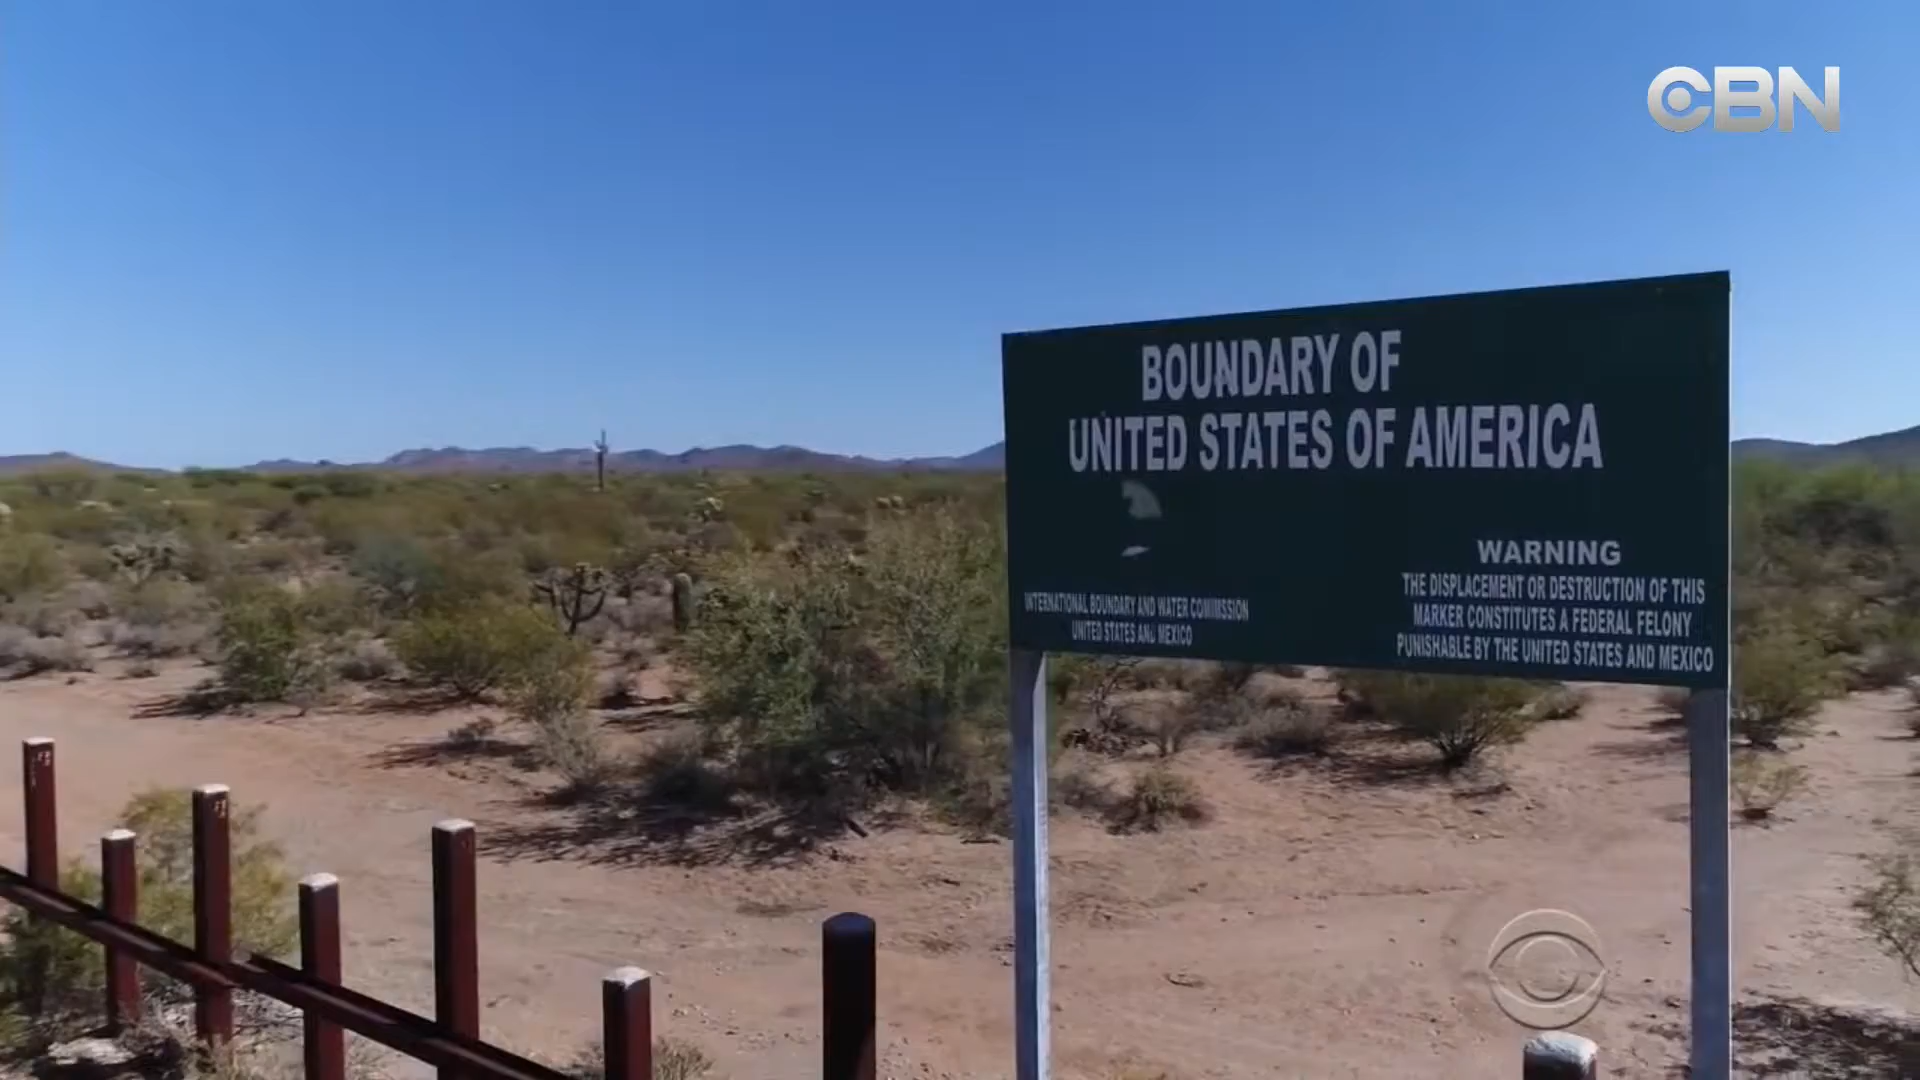 CBN
BOUNDARY OF
UNITED STATES OF AMERICA
WARNING
THE DISPLACEMENT OR DESTRUCTION OF THIS
MARKER CONSTITUTES A FEDERAL FELONY
PUNISHABLE BY THE UNITED STATES AND MEXICO
INTERNATIONAL BOUNDARY AND WATER COMMISSION
UNITED STATES AND MEXICO